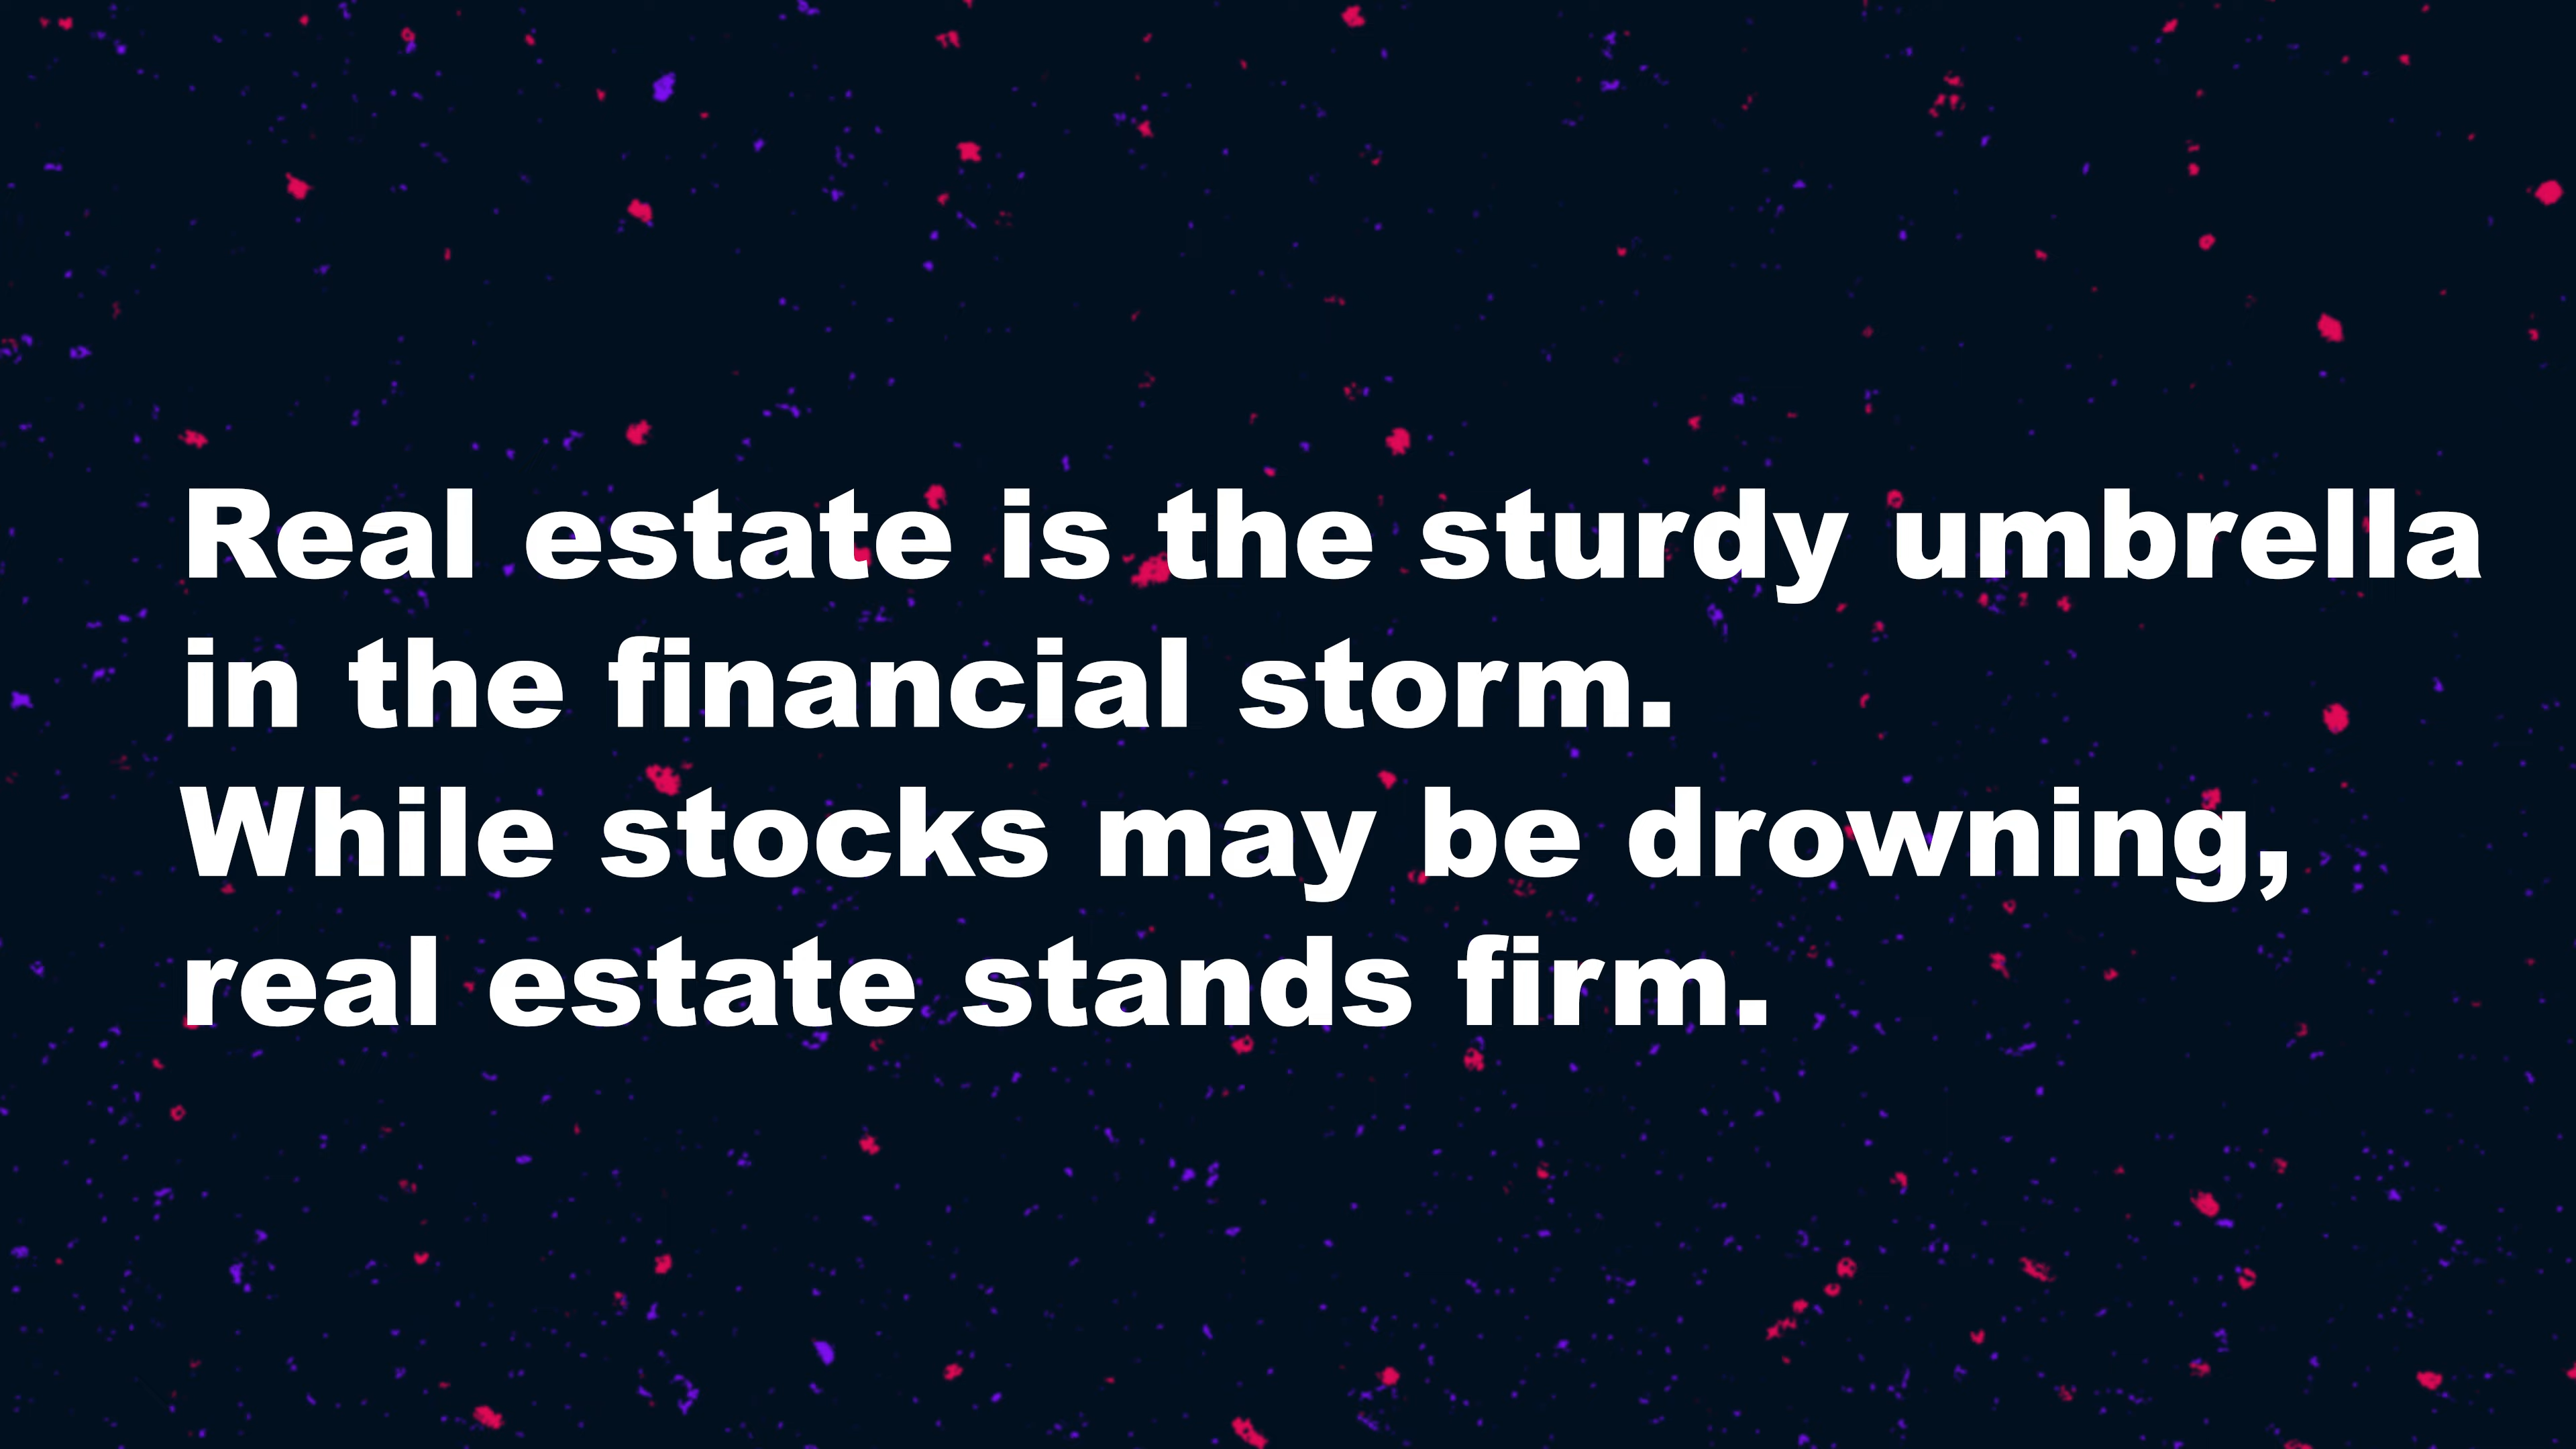 Real estate is the sturdy umbrella
in the financial storm.
While stocks may be drowning,
real estate stands firm.